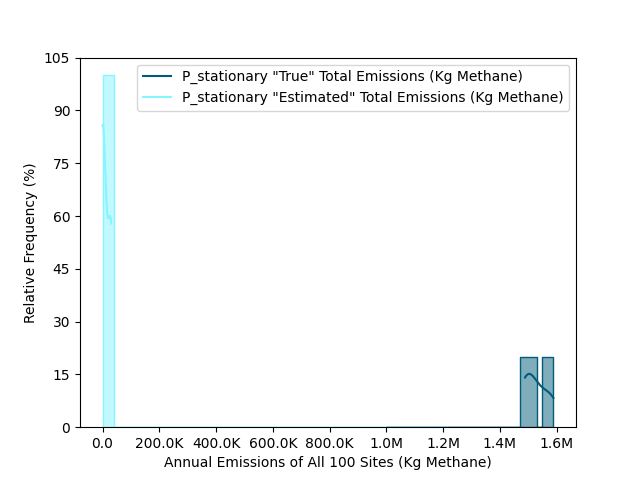 P_stationary "True" Total Emissions (Kg Methane)
P_stationary "Estimated" Total Emissions (Kg Methane)
105
90
75
60
45
30
15
0
Relative Frequency (%)
0.0 200.0K 400.0K 600.0K 800.0K 1.0M 1.2M 1.4M 1.6M
Annual Emissions of All 100 Sites (Kg Methane)